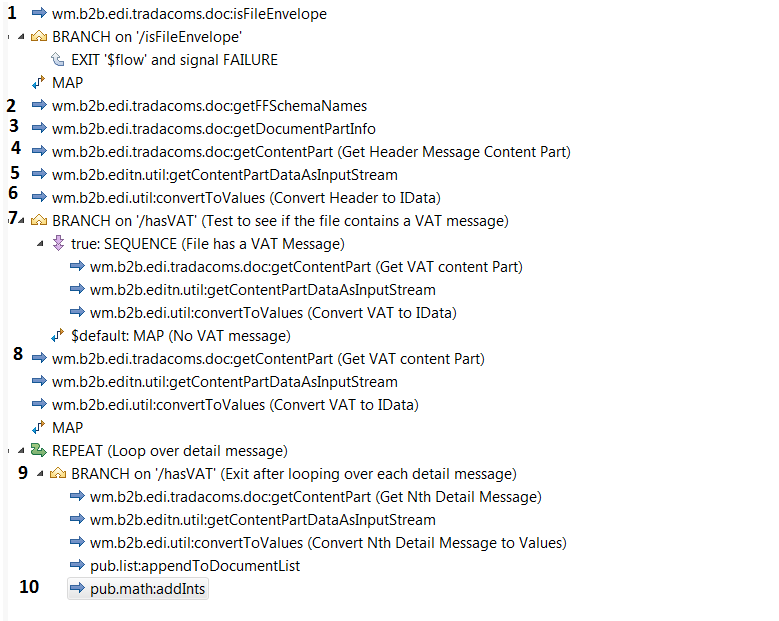 1 wm.b2b.edi.tradacoms.doc:isFileEnvelope
BRANCH on '/isFileEnvelope'
EXIT '$flow' and signal FAILURE
MAP
2 wm.b2b.edi.tradacoms.doc:getFFSchemaNames
3 wm.b2b.edi.tradacoms.doc:getDocumentPartInfo
4 wm.b2b.edi.tradacoms.doc:getContentPart (Get Header Message Content Part)
5 wm.b2b.editn.util:getContentPartDataAsInputStream
6 wm.b2b.edi.util:convertToValues (Convert Header to IData)
7 BRANCH on '/hasVAT' (Test to see if the file contains a VAT message)
true: SEQUENCE (File has a VAT Message)
wm.b2b.edi.tradacoms.doc:getContentPart (Get VAT content Part)
wm.b2b.editn.util:getContentPartDataAsInputStream
wm.b2b.edi.util:convertToValues (Convert VAT to IData)
$default: MAP (No VAT message)
8 wm.b2b.edi.tradacoms.doc:getContentPart (Get VAT content Part)
wm.b2b.editn.util:getContentPartDataAsInputStream
wm.b2b.edi.util:convertToValues (Convert VAT to IData)
MAP
REPEAT (Loop over detail message)
9 BRANCH on '/hasVAT' (Exit after looping over each detail message)
wm.b2b.edi.tradacoms.doc:getContentPart (Get Nth Detail Message)
wm.b2b.editn.util:getContentPartDataAsInputStream
wm.b2b.edi.util:convertToValues (Convert Nth Detail Message to Values)
pub.list:appendToDocumentList
10 pub.math:addInts